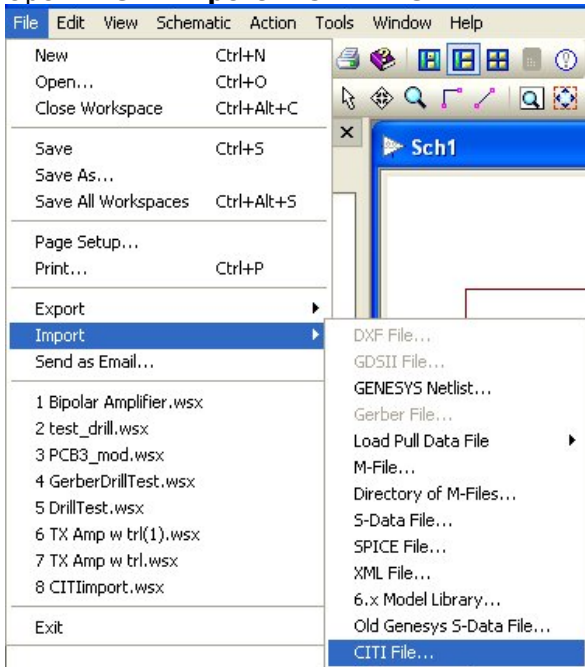 File Edit View Schematic Action Tools Window Help
New Ctrl+N
Open... Ctrl+O
Close Workspace Ctrl+Alt+C
Save Ctrl+S
Save As...
Save All Workspaces Ctrl+Alt+S
Page Setup...
Print... Ctrl+P
Export
Import
Send as Email...
1 Bipolar Amplifier.wsx
2 test_drill.wsx
3 PCB3_mod.wsx
4 GerberDrillTest.wsx
5 DrillTest.wsx
6 TX Amp w trl(1).wsx
7 TX Amp w trl.wsx
8 CITIimport.wsx
Exit
Sch1
DXF File...
GDSII File...
GENESYS Netlist...
Gerber File...
Load Pull Data File
M-File...
Directory of M-Files...
S-Data File...
SPICE File...
XML File...
6.x Model Library...
Old Genesys S-Data File...
CITI File...